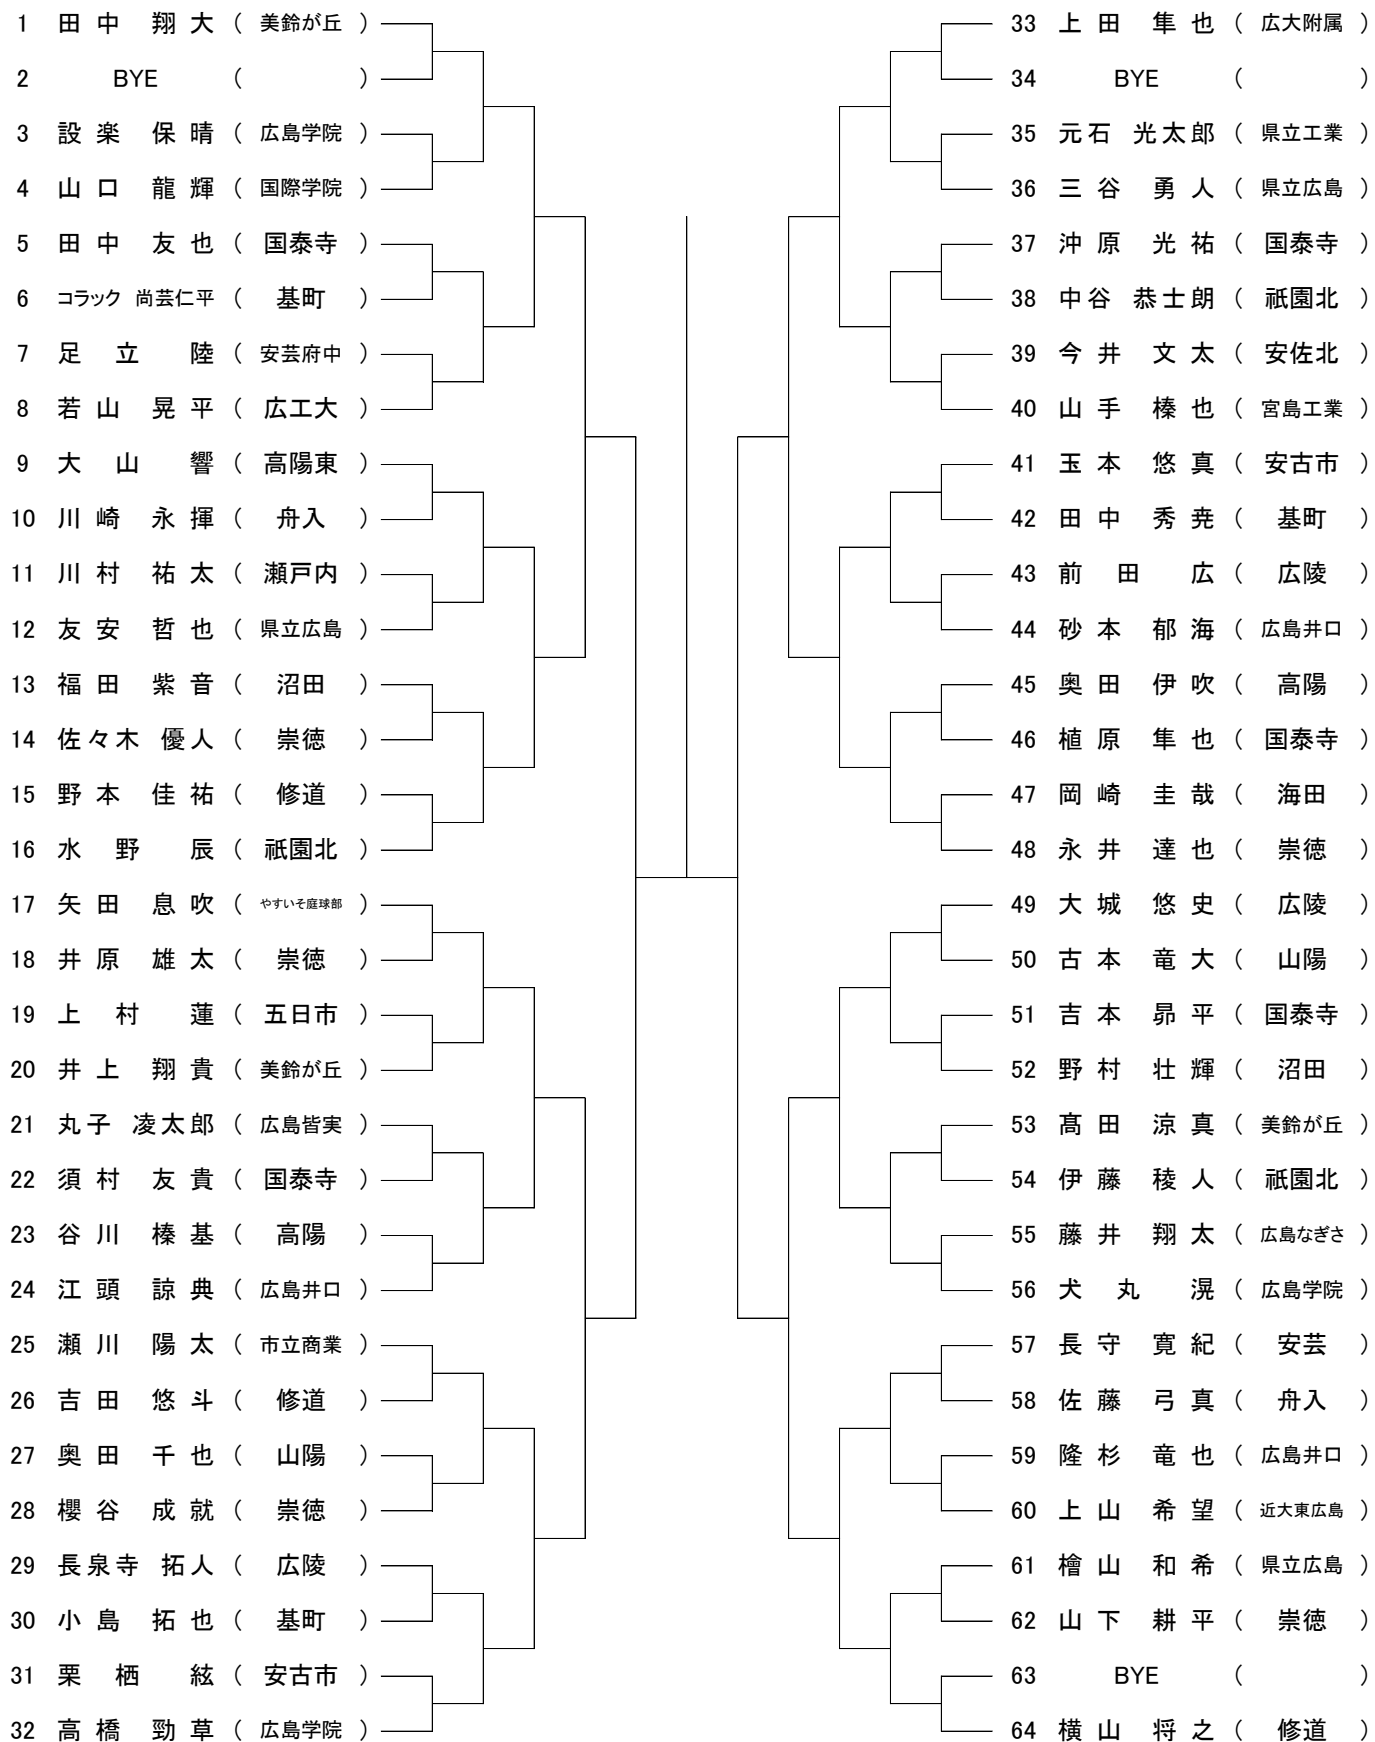 1 田中 翔大 ( 美鈴が丘 )
2 BYE ( )
3 設楽 保晴 ( 広島学院 )
4 山口 龍輝 ( 国際学院 )
5 田中 友也 ( 国泰寺 )
6 コラック 尚芸仁平 ( 基町 )
7 足立 陸 ( 安芸府中 )
8 若山 晃平 ( 広工大 )
9 大山 響 ( 高陽東 )
10 川崎 永揮 ( 舟入 )
11 川村 祐太 ( 瀬戸内 )
12 友安 哲也 ( 県立広島 )
13 福田 紫音 ( 沼田 )
14 佐々木 優人 ( 崇徳 )
15 野本 佳祐 ( 修道 )
16 水野 辰 ( 祇園北 )
17 矢田 息吹 ( やすいそ庭球部 )
18 井原 雄太 ( 崇徳 )
19 上村 蓮 ( 五日市 )
20 井上 翔貴 ( 美鈴が丘 )
21 丸子 凌太郎 ( 広島皆実 )
22 須村 友貴 ( 国泰寺 )
23 谷川 榛基 ( 高陽 )
24 江頭 諒典 ( 広島井口 )
25 瀬川 陽太 ( 市立商業 )
26 吉田 悠斗 ( 修道 )
27 奥田 千也 ( 山陽 )
28 櫻谷 成就 ( 崇徳 )
29 長泉寺 拓人 ( 広陵 )
30 小島 拓也 ( 基町 )
31 栗栖 絃 ( 安古市 )
32 高橋 勁草 ( 広島学院 )
33 上田 隼也 ( 広大附属 )
34 BYE ( )
35 元石 光太郎 ( 県立工業 )
36 三谷 勇人 ( 県立広島 )
37 沖原 光祐 ( 国泰寺 )
38 中谷 恭士朗 ( 祇園北 )
39 今井 文太 ( 安佐北 )
40 山手 榛也 ( 宮島工業 )
41 玉本 悠真 ( 安古市 )
42 田中 秀尭 ( 基町 )
43 前田 広 ( 広陵 )
44 砂本 郁海 ( 広島井口 )
45 奥田 伊吹 ( 高陽 )
46 植原 隼也 ( 国泰寺 )
47 岡崎 圭哉 ( 海田 )
48 永井 達也 ( 崇徳 )
49 大城 悠史 ( 広陵 )
50 古本 竜大 ( 山陽 )
51 吉本 昴平 ( 国泰寺 )
52 野村 壮輝 ( 沼田 )
53 髙田 涼真 ( 美鈴が丘 )
54 伊藤 稜人 ( 祇園北 )
55 藤井 翔太 ( 広島なぎさ )
56 犬丸 滉 ( 広島学院 )
57 長守 寛紀 ( 安芸 )
58 佐藤 弓真 ( 舟入 )
59 隆杉 竜也 ( 広島井口 )
60 上山 希望 ( 近大東広島 )
61 檜山 和希 ( 県立広島 )
62 山下 耕平 ( 崇徳 )
63 BYE ( )
64 横山 将之 ( 修道 )